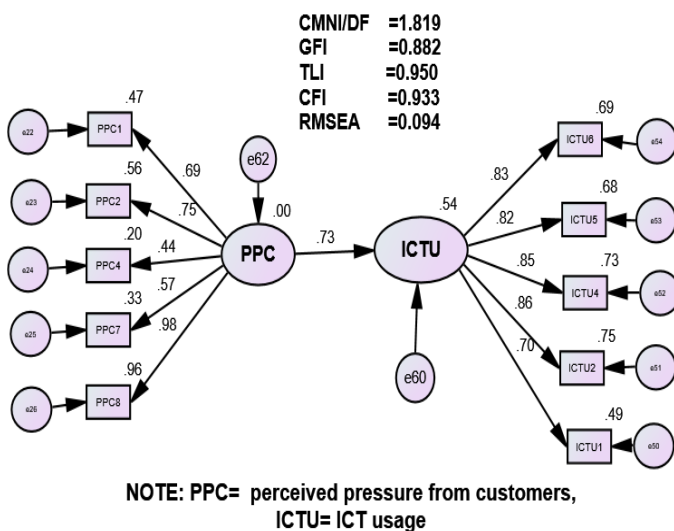 CMNI/DF =1.819
GFI =0.882
TLI =0.950
CFI =0.933
RMSEA =0.094
.47
e22 PPC1
.69
.56
e23 PPC2
.75
.20
e24 PPC4
.44
.33
e25 PPC7
.57
.96
e26 PPC8
.98
e62
.00
PPC
.73
.54
ICTU
e60
.69
.83
ICTU6 e54
.68
.82
ICTU5 e53
.73
.85
ICTU4 e52
.75
.86
ICTU2 e51
.49
.70
ICTU1 e50
NOTE: PPC= perceived pressure from customers,
ICTU= ICT usage